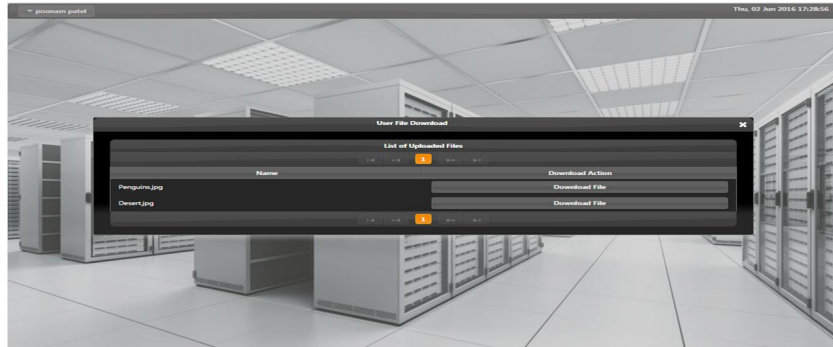 poonam patel
Thu, 02 Jun 2016 17:28:56
User File Download
List of Uploaded Files
1
Name Download Action
Penguins.jpg Download File
Desert.jpg Download File
1